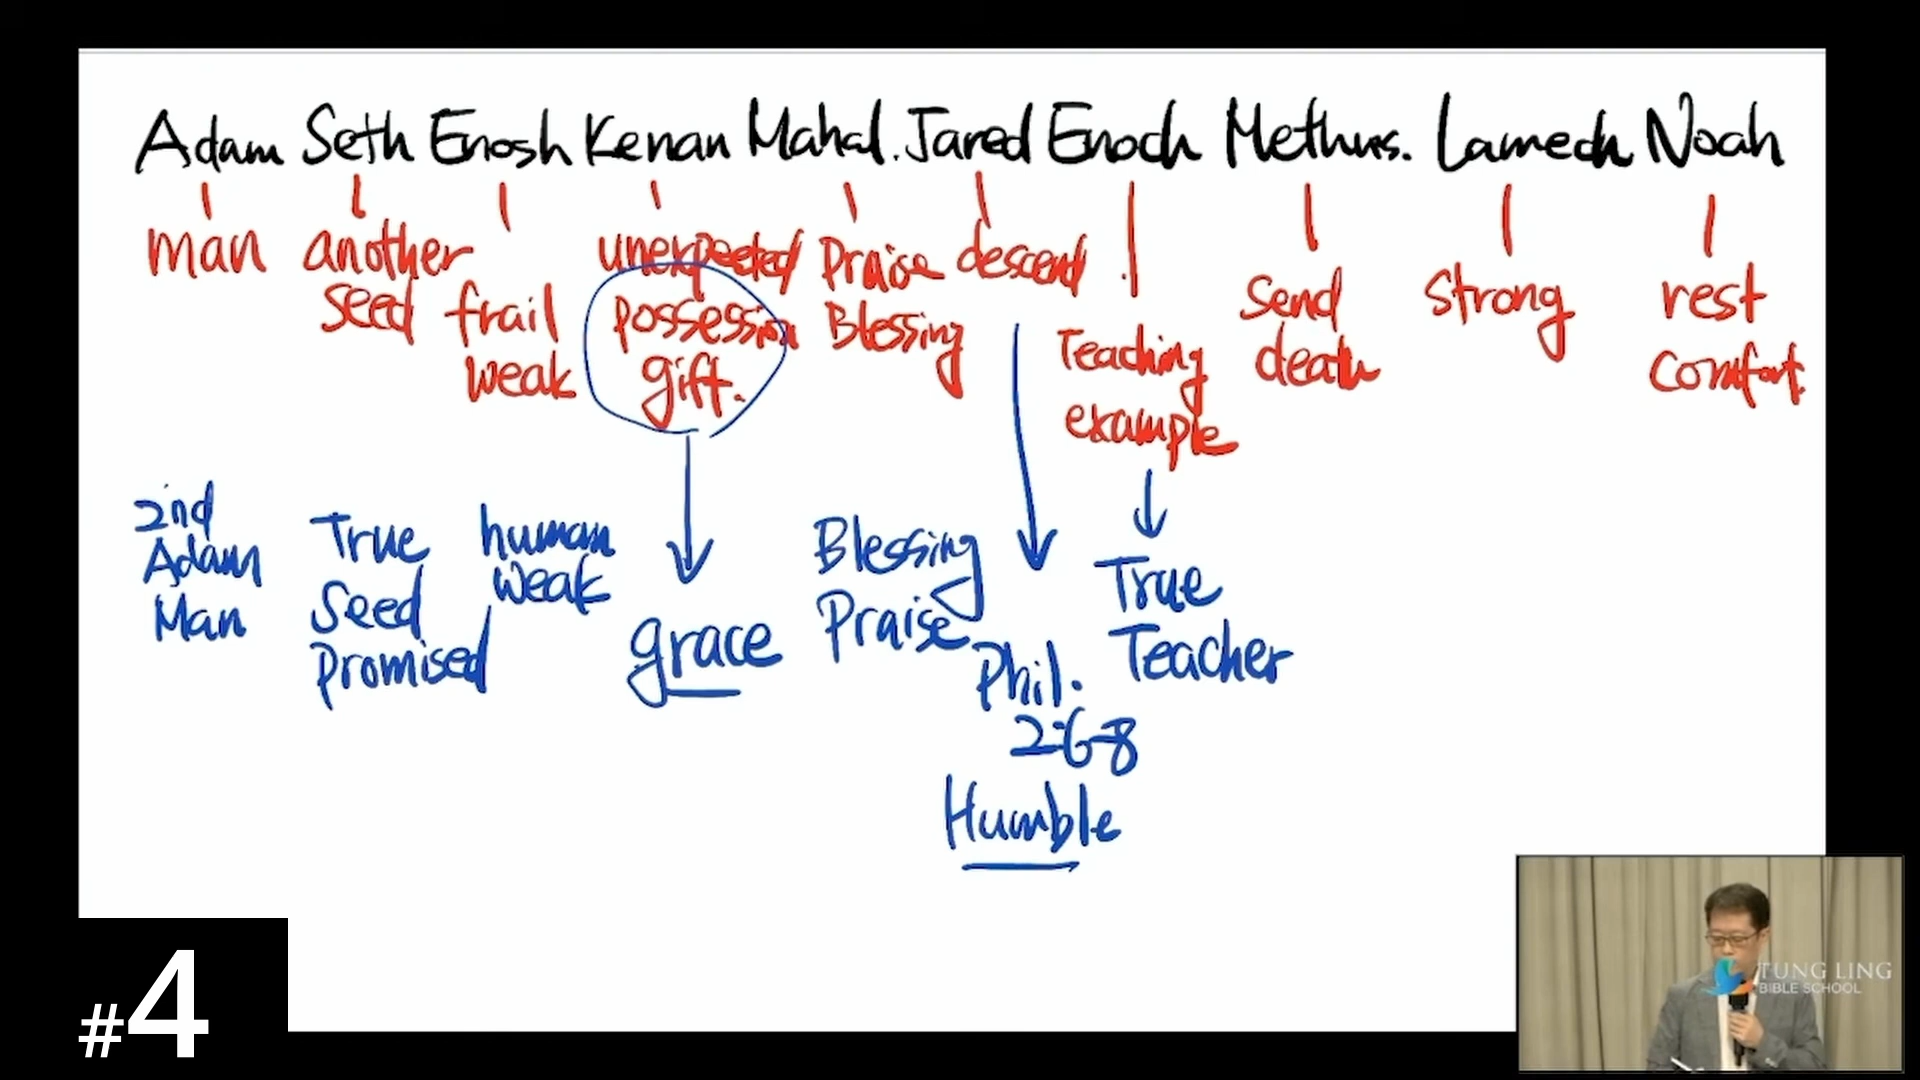 Adam Seth Enosh Kenan Mahal. Jared Enoch Methus. Lamech Noah
man
another
seed
frail
weak
unexpected
possession
gift.
Praise
Blessing
descend
Teaching
example
send
death
strong
rest
comfort.
2nd
Adam
Man
True
Seed
Promised
human
weak
grace
Blessing
Praise
Phil.
2:6-8
Humble
True
Teacher
#4
TUNG LING
BIBLE SCHOOL